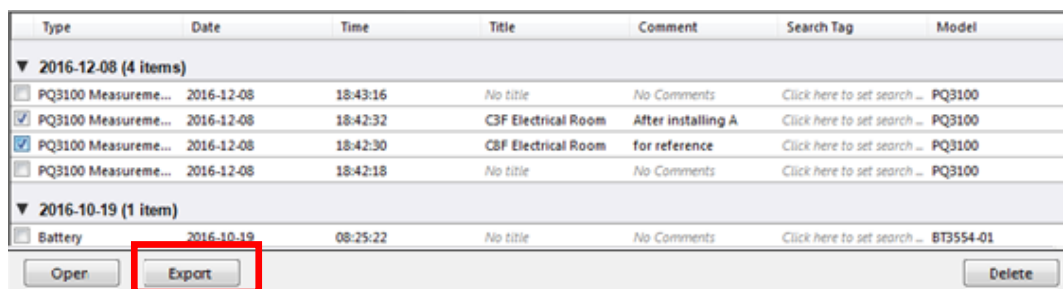 Type Date Time Title Comment Search Tag Model
▼ 2016-12-08 (4 items)
PQ3100 Measureme... 2016-12-08 18:43:16 No title No Comments Click here to set search ... PQ3100
PQ3100 Measureme... 2016-12-08 18:42:32 C3F Electrical Room After installing A Click here to set search ... PQ3100
PQ3100 Measureme... 2016-12-08 18:42:30 C8F Electrical Room for reference Click here to set search ... PQ3100
PQ3100 Measureme... 2016-12-08 18:42:18 No title No Comments Click here to set search ... PQ3100
▼ 2016-10-19 (1 item)
Battery 2016-10-19 08:25:22 No title No Comments Click here to set search ... BT3554-01
Open Export Delete